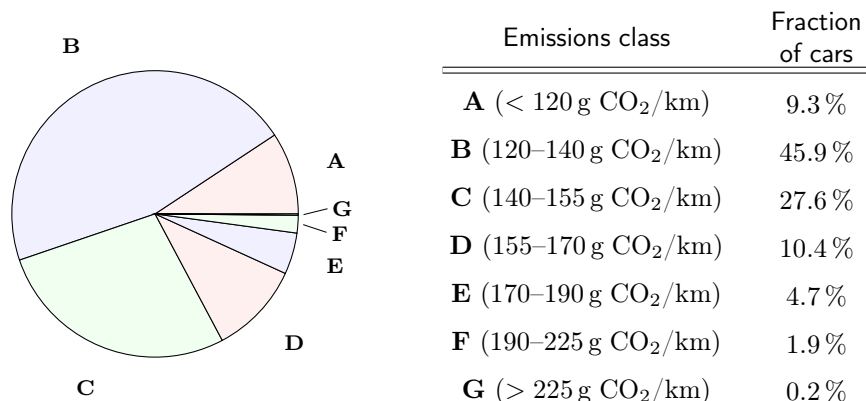 B
A
G
F
E
D
C
Emissions class Fraction of cars
A (< 120 g CO₂/km) 9.3 %
B (120–140 g CO₂/km) 45.9 %
C (140–155 g CO₂/km) 27.6 %
D (155–170 g CO₂/km) 10.4 %
E (170–190 g CO₂/km) 4.7 %
F (190–225 g CO₂/km) 1.9 %
G (> 225 g CO₂/km) 0.2 %